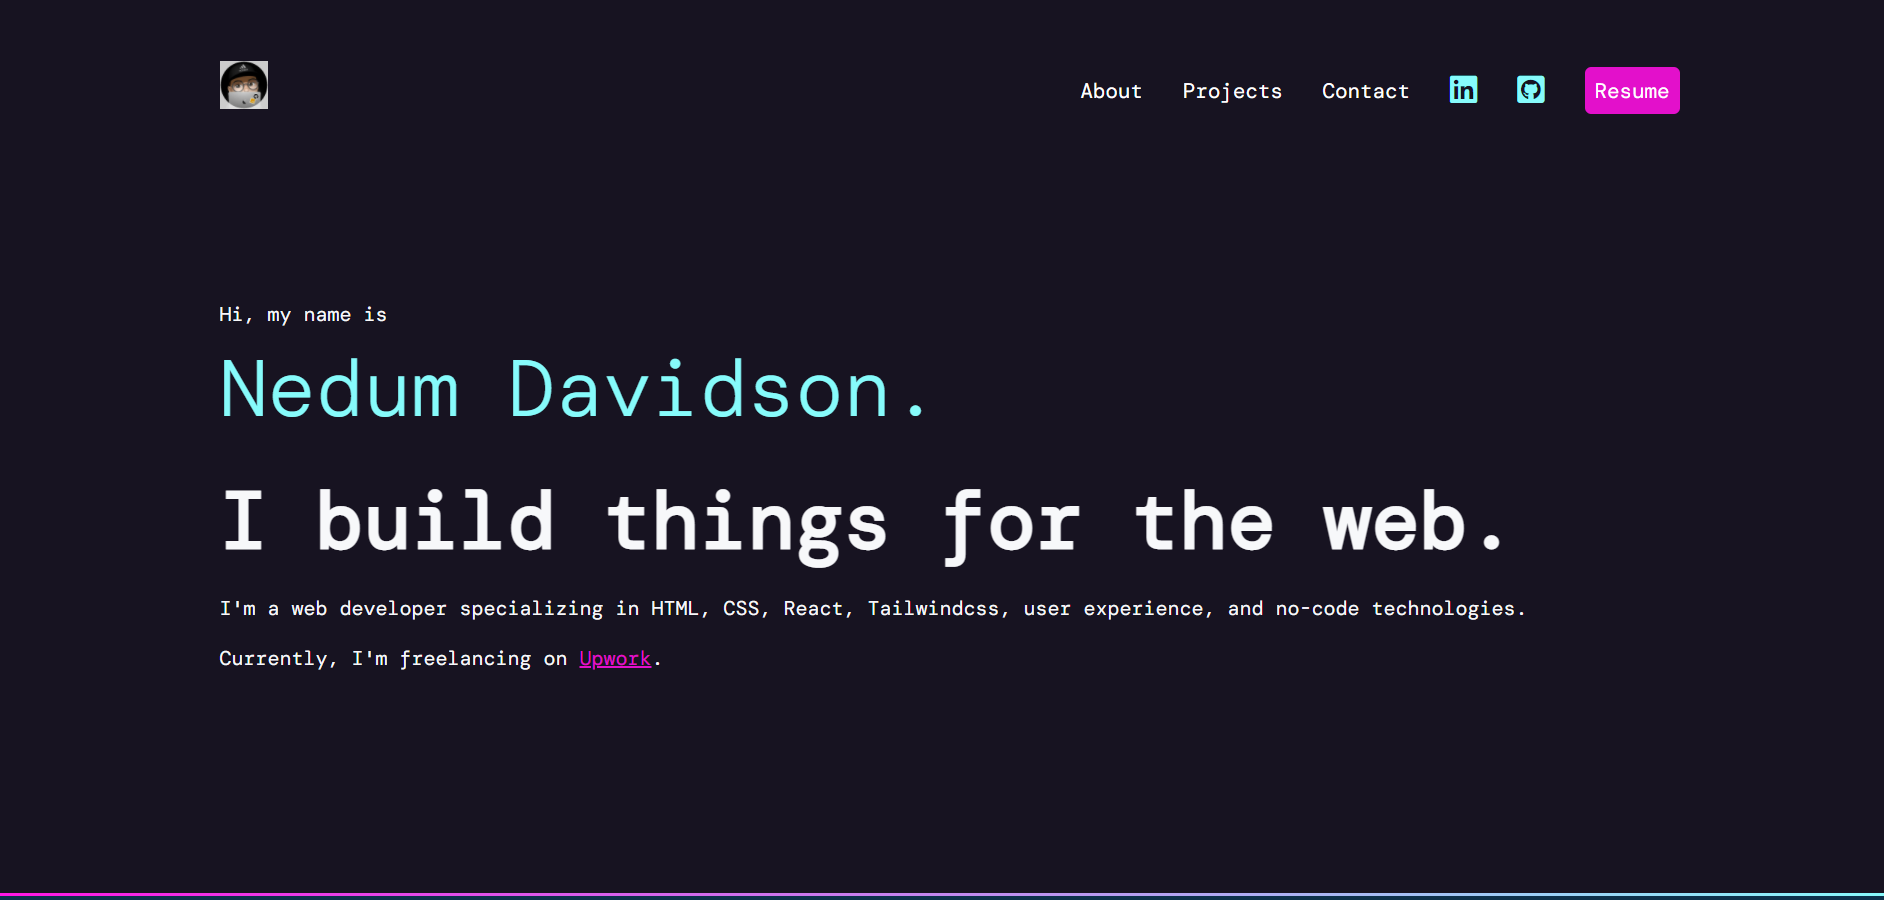 About Projects Contact in Resume
Hi, my name is
Nedum Davidson.
I build things for the web.
I'm a web developer specializing in HTML, CSS, React, Tailwindcss, user experience, and no-code technologies.
Currently, I'm freelancing on Upwork.